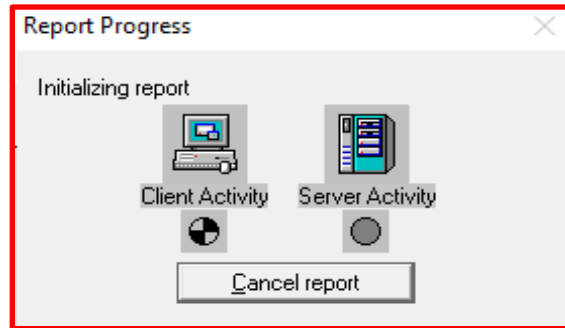 Report Progress
Initializing report
Client Activity Server Activity
Cancel report